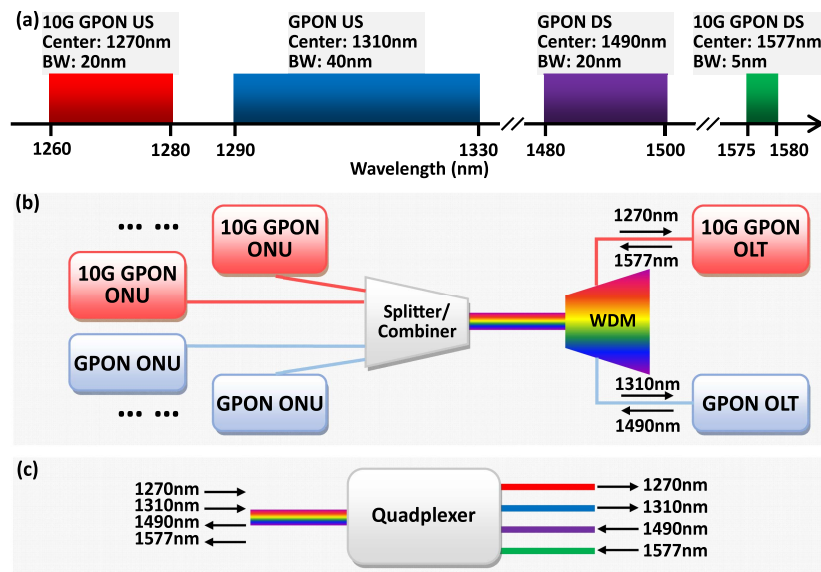 (a)
10G GPON US
Center: 1270nm
BW: 20nm
GPON US
Center: 1310nm
BW: 40nm
GPON DS
Center: 1490nm
BW: 20nm
10G GPON DS
Center: 1577nm
BW: 5nm
1260
1280
1290
1330
1480
1500
1575
1580
Wavelength (nm)
(b)
... ...
10G GPON
ONU
10G GPON
ONU
GPON ONU
GPON ONU
... ...
Splitter/
Combiner
WDM
1270nm
1577nm
10G GPON
OLT
1310nm
1490nm
GPON OLT
(c)
1270nm
1310nm
1490nm
1577nm
Quadplexer
1270nm
1310nm
1490nm
1577nm